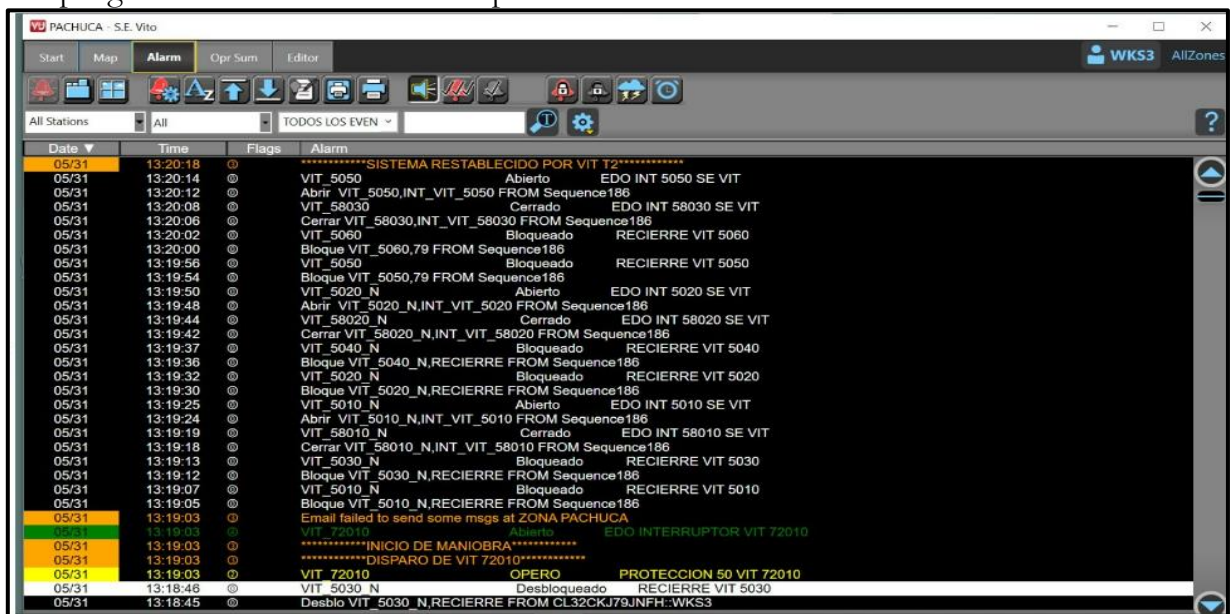 PACHUCA - S.E. Vito
Start Map Alarm Opr Sum Editor WKS3 AllZones
All Stations All TODOS LOS EVEN
Date ▼ Time Flags Alarm
05/31 13:20:18 ************SISTEMA RESTABLECIDO POR VIT T2************
05/31 13:20:14 VIT_5050 Abierto EDO INT 5050 SE VIT
05/31 13:20:12 Abrir VIT_5050,INT_VIT_5050 FROM Sequence186
05/31 13:20:08 VIT_58030 Cerrado EDO INT 58030 SE VIT
05/31 13:20:06 Cerrar VIT_58030,INT_VIT_58030 FROM Sequence186
05/31 13:20:02 VIT_5060 Bloqueado RECIERRE VIT 5060
05/31 13:20:00 Bloque VIT_5060,79 FROM Sequence186
05/31 13:19:56 VIT_5050 Bloqueado RECIERRE VIT 5050
05/31 13:19:54 Bloque VIT_5050,79 FROM Sequence186
05/31 13:19:50 VIT_5020_N Abierto EDO INT 5020 SE VIT
05/31 13:19:48 Abrir VIT_5020_N,INT_VIT_5020 FROM Sequence186
05/31 13:19:44 VIT_58020_N Cerrado EDO INT 58020 SE VIT
05/31 13:19:42 Cerrar VIT_58020_N,INT_VIT_58020 FROM Sequence186
05/31 13:19:37 VIT_5040_N Bloqueado RECIERRE VIT 5040
05/31 13:19:36 Bloque VIT_5040_N,RECIERRE FROM Sequence186
05/31 13:19:32 VIT_5020_N Bloqueado RECIERRE VIT 5020
05/31 13:19:30 Bloque VIT_5020_N,RECIERRE FROM Sequence186
05/31 13:19:25 VIT_5010_N Abierto EDO INT 5010 SE VIT
05/31 13:19:24 Abrir VIT_5010_N,INT_VIT_5010 FROM Sequence186
05/31 13:19:19 VIT_58010_N Cerrado EDO INT 58010 SE VIT
05/31 13:19:18 Cerrar VIT_58010_N,INT_VIT_58010 FROM Sequence186
05/31 13:19:13 VIT_5030_N Bloqueado RECIERRE VIT 5030
05/31 13:19:12 Bloque VIT_5030_N,RECIERRE FROM Sequence186
05/31 13:19:07 VIT_5010_N Bloqueado RECIERRE VIT 5010
05/31 13:19:05 Bloque VIT_5010_N,RECIERRE FROM Sequence186
05/31 13:19:03 Email failed to send some msgs at ZONA PACHUCA
05/31 13:19:03 VIT_72010 Abierto EDO INTERRUPTOR VIT 72010
05/31 13:19:03 ************INICIO DE MANIOBRA************
05/31 13:19:03 ************DISPARO DE VIT 72010************
05/31 13:19:03 VIT_72010 OPERO PROTECCION 50 VIT 72010
05/31 13:18:46 VIT_5030_N Desbloqueado RECIERRE VIT 5030
05/31 13:18:45 Desblo VIT_5030_N,RECIERRE FROM CL32CKJ79JNFH::WKS3